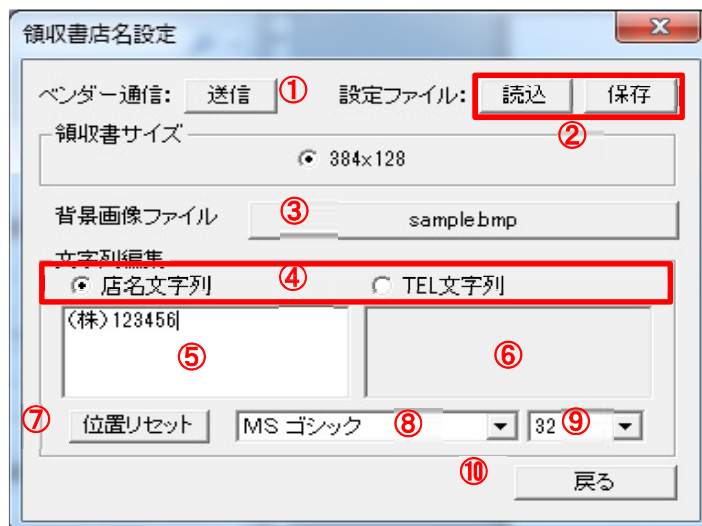 領収書店名設定
ベンダー通信: 送信 ① 設定ファイル: 読込 保存
②
領収書サイズ
384x128
背景画像ファイル ③ sample.bmp
文字列編集
④
店名文字列 TEL文字列
(株)123456
⑤ ⑥
⑦ 位置リセット MS ゴシック ⑧ 32 ⑨
⑩ 戻る